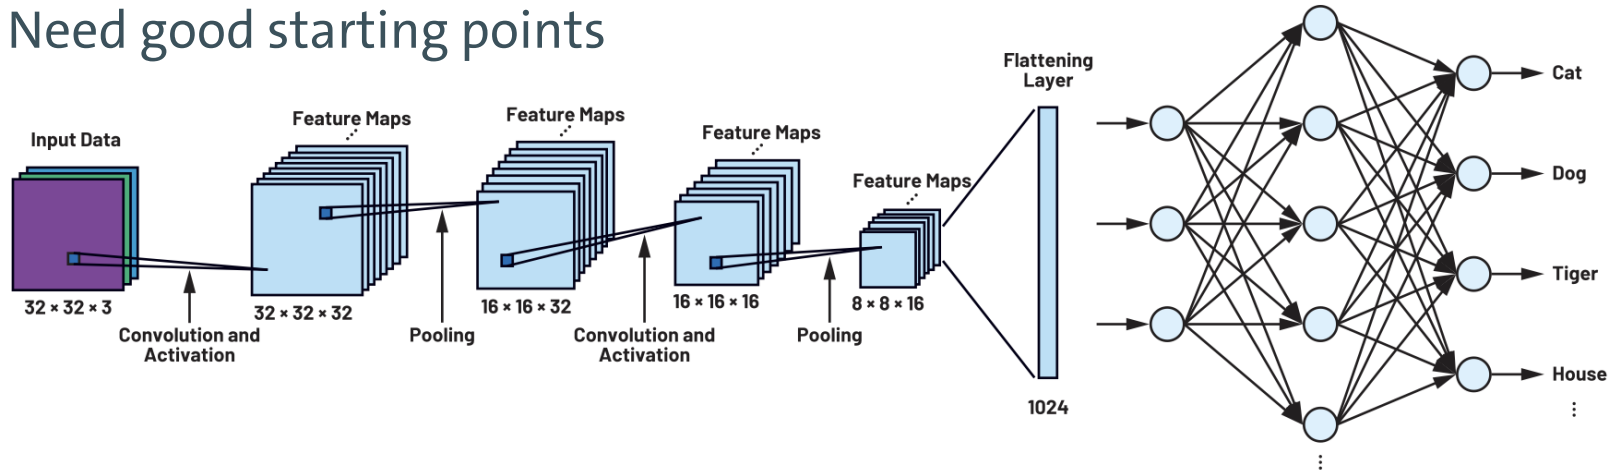 Need good starting points
Input Data
32 × 32 × 3
Convolution and
Activation
Feature Maps
32 × 32 × 32
Pooling
Feature Maps
16 × 16 × 32
Convolution and
Activation
Feature Maps
16 × 16 × 16
Pooling
Feature Maps
8 × 8 × 16
Flattening
Layer
1024
Cat
Dog
Tiger
House